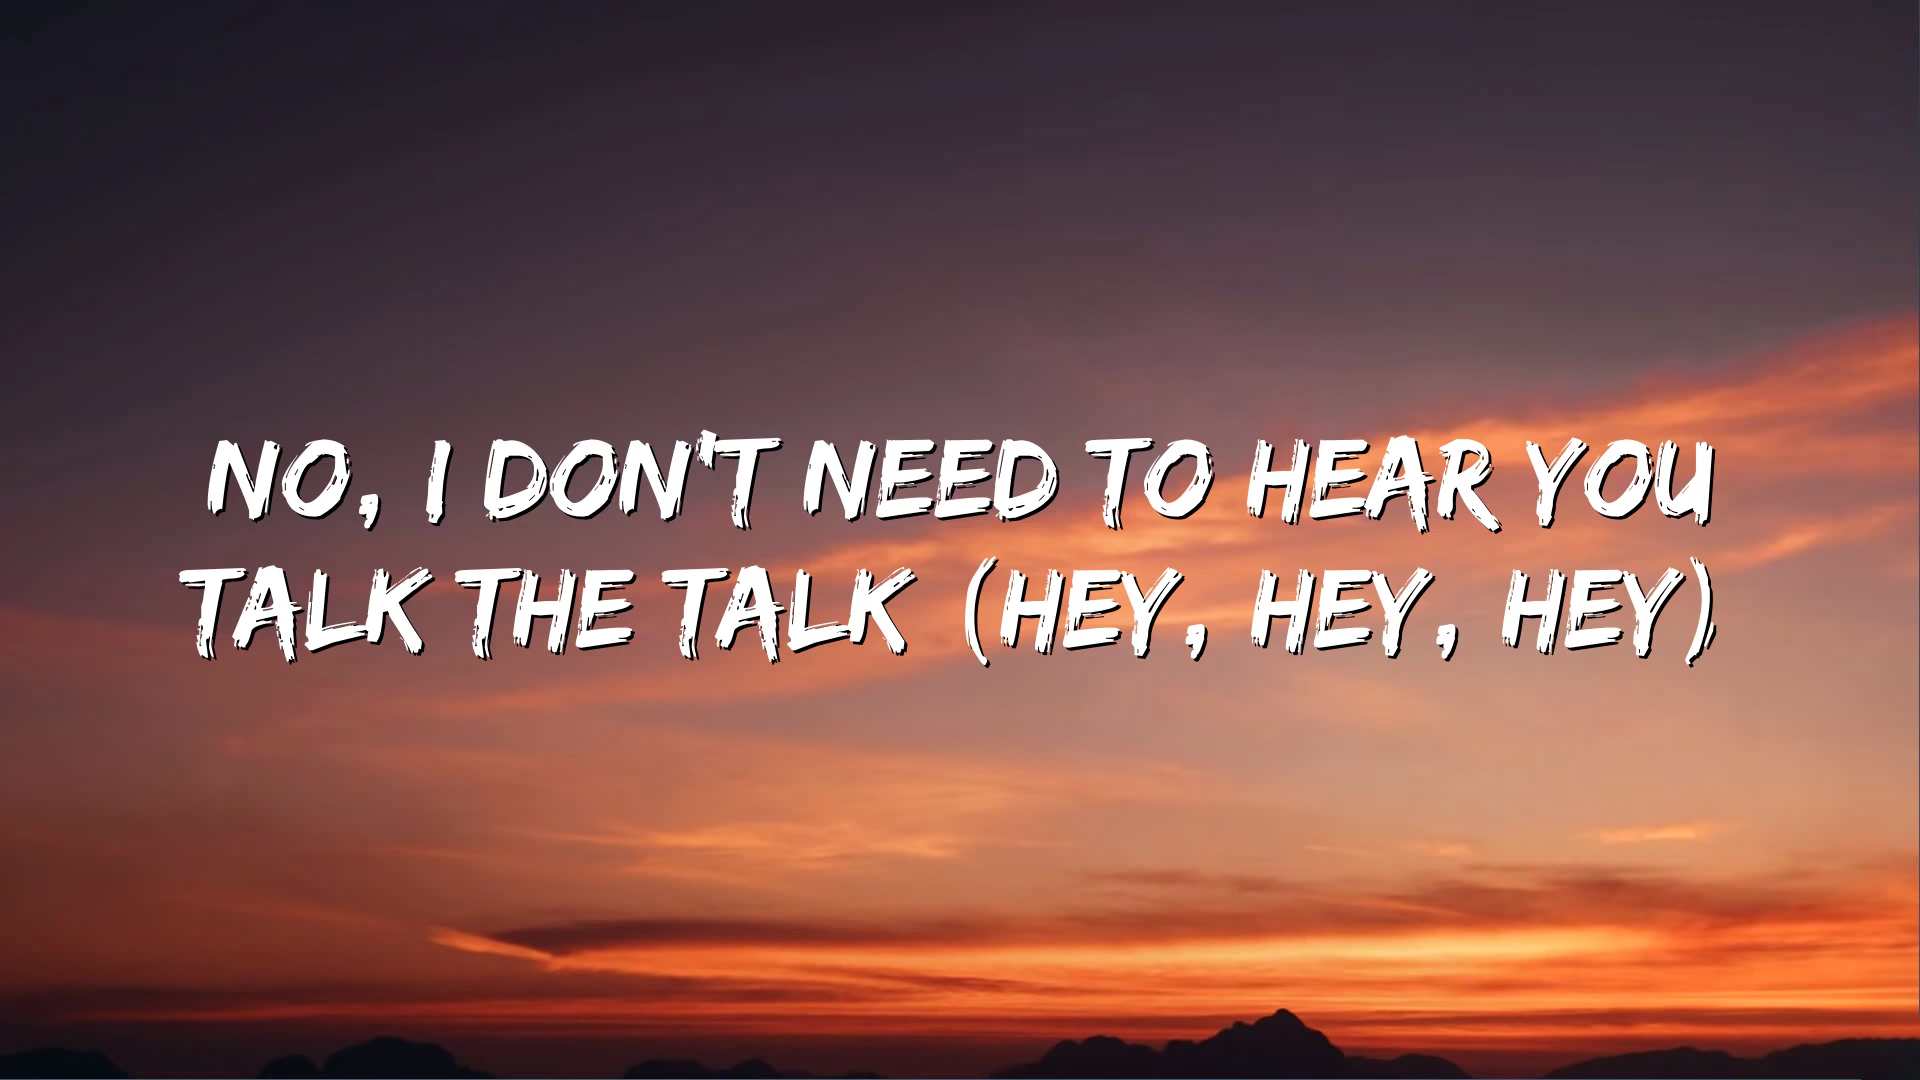 NO, I DON'T NEED TO HEAR YOU
TALK THE TALK (HEY, HEY, HEY)